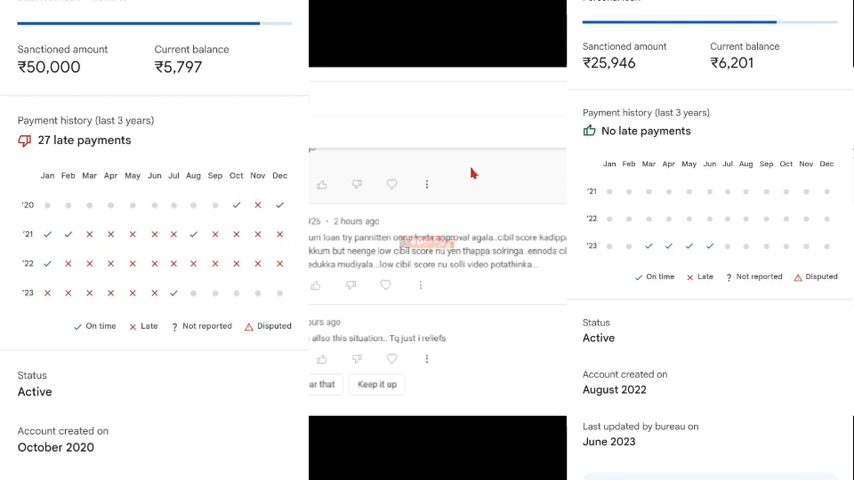 Sanctioned amount Current balance
₹50,000 ₹5,797
Payment history (last 3 years)
27 late payments
Jan Feb Mar Apr May Jun Jul Aug Sep Oct Nov Dec
'20
'21
'22
'23
On time Late ? Not reported Disputed
Status
Active
Account created on
October 2020
025 · 2 hours ago
um loan try pannitten
approval agala..cibil score kadipp
kkum but neenge low cibil score nu yen thappa solringa ..ennoda ci
edukka mudiyala...low cibil score nu solli video potathinka...
ours ago
allso this situation.. Tq just i reliefs
ar that Keep it up
Sanctioned amount Current balance
₹25,946 ₹6,201
Payment history (last 3 years)
No late payments
Jan Feb Mar Apr May Jun Jul Aug Sep Oct Nov Dec
'21
'22
'23
On time Late ? Not reported Disputed
Status
Active
Account created on
August 2022
Last updated by bureau on
June 2023